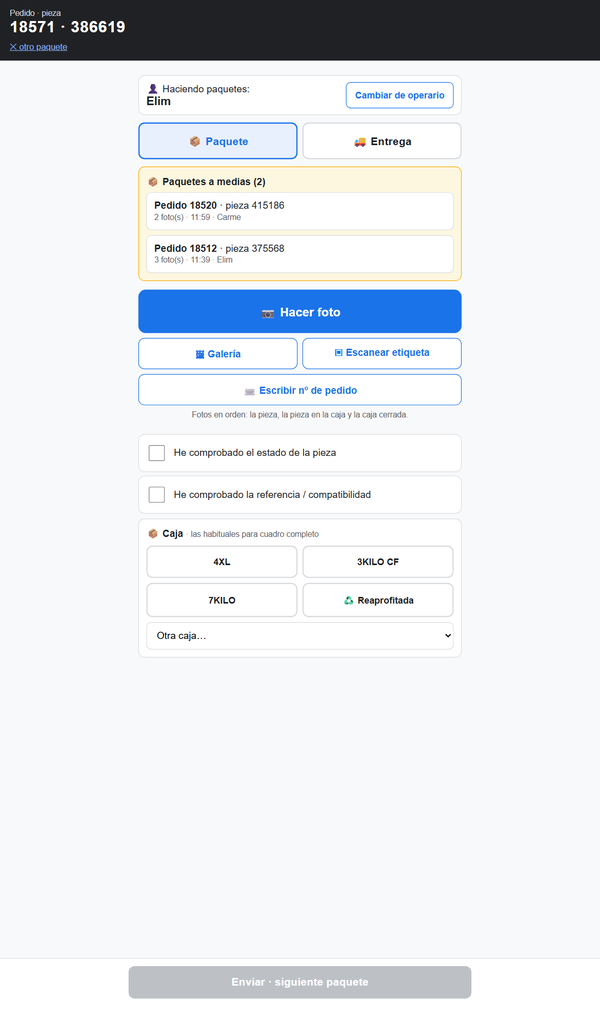 Pedido · pieza
18571 · 386619
✕ otro paquete
Haciendo paquetes:
Elim
Cambiar de operario
Paquete
Entrega
Paquetes a medias (2)
Pedido 18520 · pieza 415186
2 foto(s) · 11:59 · Carme
Pedido 18512 · pieza 375568
3 foto(s) · 11:39 · Elim
Hacer foto
Galería
Escanear etiqueta
Escribir nº de pedido
Fotos en orden: la pieza, la pieza en la caja y la caja cerrada.
He comprobado el estado de la pieza
He comprobado la referencia / compatibilidad
Caja · las habituales para cuadro completo
4XL
3KILO CF
7KILO
Reaprofitada
Otra caja…
Enviar · siguiente paquete